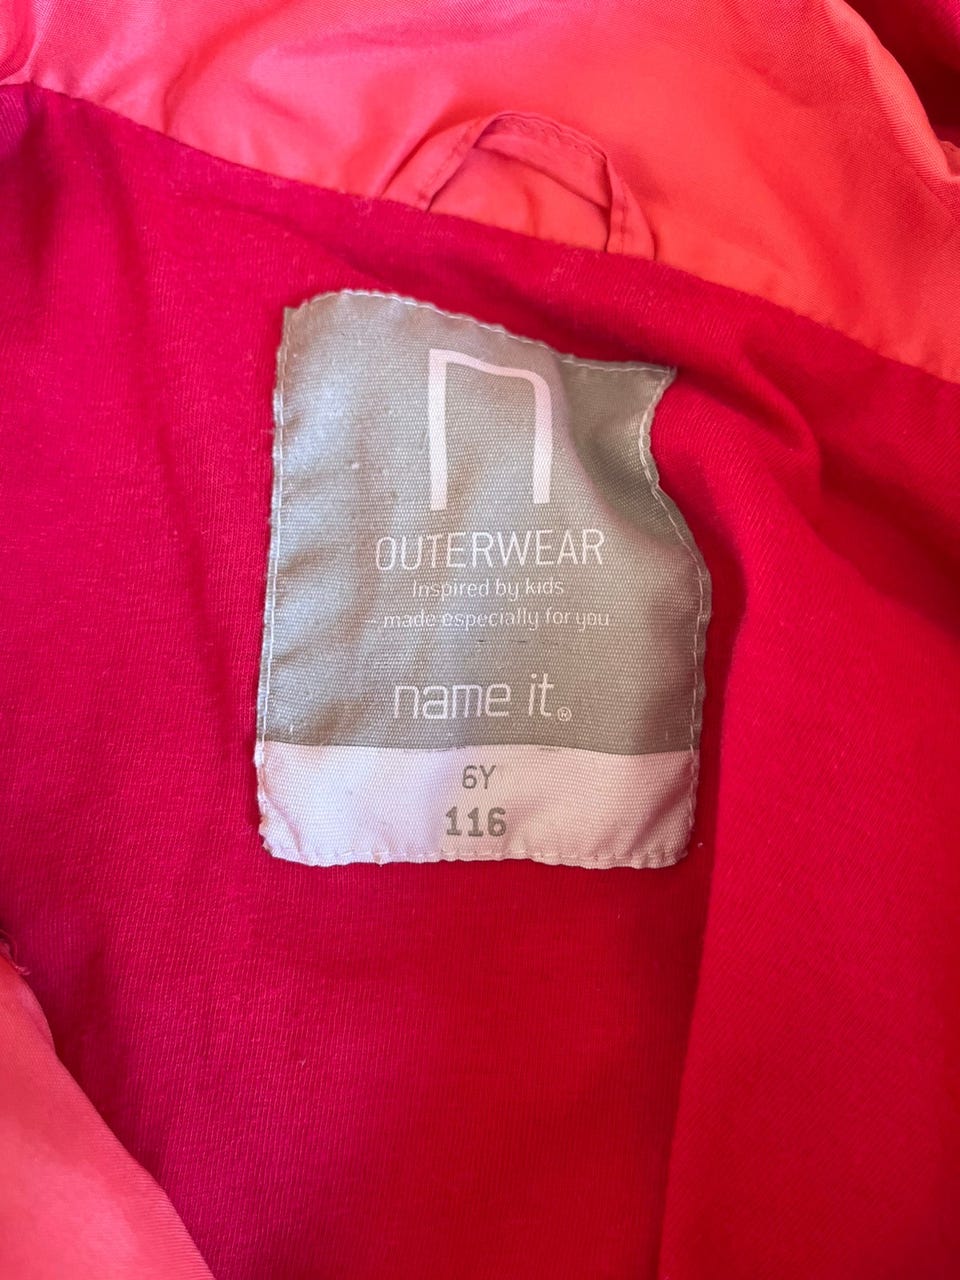 n
OUTERWEAR
inspired by kids
- made especially for you
name it®
6Y
116